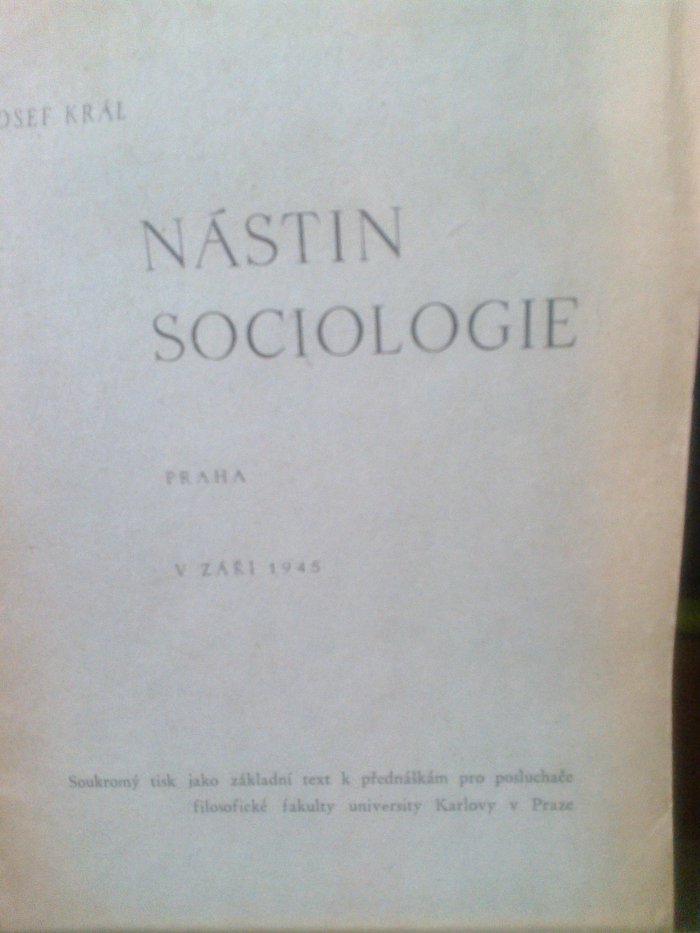 OSEF KRÁL
NÁSTIN
SOCIOLOGIE
PRAHA
V ZÁŘÍ 1945
Soukromý tisk jako základní text k přednáškám pro posluchače
filosofické fakulty university Karlovy v Praze